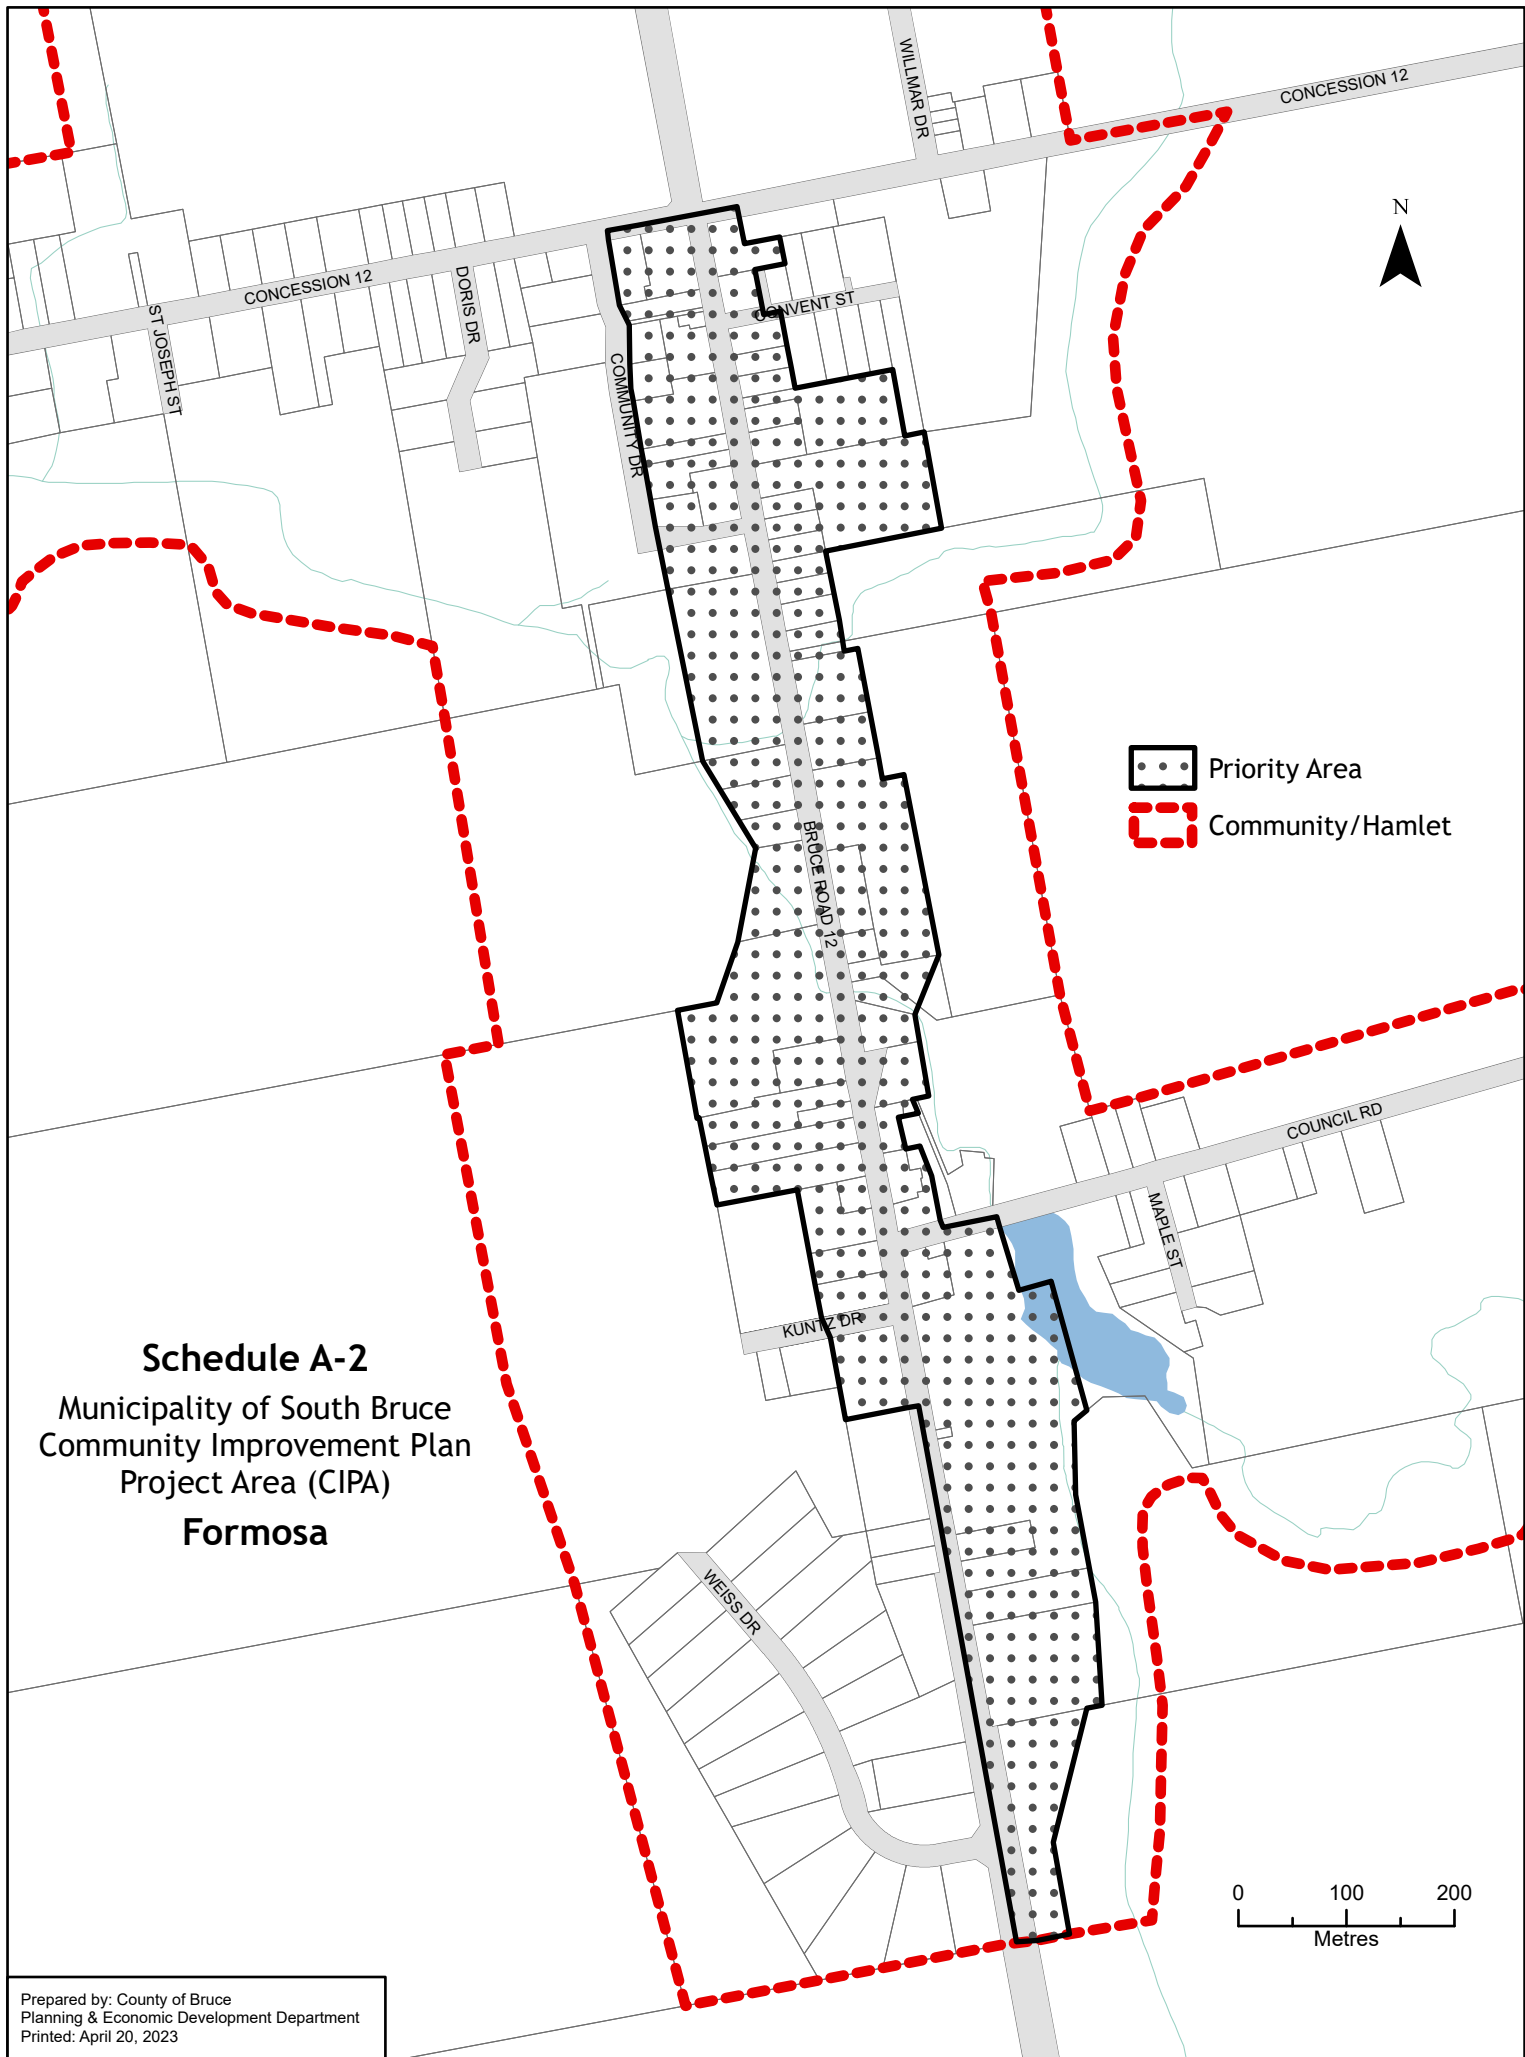 WILLMAR DR
CONCESSION 12
N
CONCESSION 12
DORIS DR
ST JOSEPH ST
CONVENT ST
COMMUNITY DR
Priority Area
Community/Hamlet
BRUCE ROAD 12
COUNCIL RD
MAPLE ST
KUNTZ DR
Schedule A-2
Municipality of South Bruce
Community Improvement Plan
Project Area (CIPA)
Formosa
WEISS DR
0 100 200
Metres
Prepared by: County of Bruce
Planning & Economic Development Department
Printed: April 20, 2023